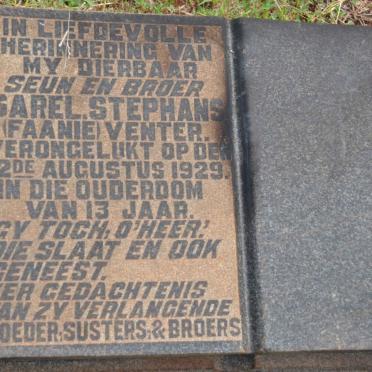 IN LIEFDEVOLLE
HERINNERING VAN
MY DIERBAAR
SEUN EN BROER
CAREL. STEPHANS
(FAANIE) VENTER.
VERONGELUKT OP DEN
2DE AUGUSTUS 1929.
IN DIE OUDERDOM
VAN 13 JAAR.
GY TOCH, O'HEER,'
DIE SLAAT EN OOK
GENEEST.
TER GEDACHTENIS
VAN ZY VERLANGENDE
MOEDER, SUSTERS, & BROERS